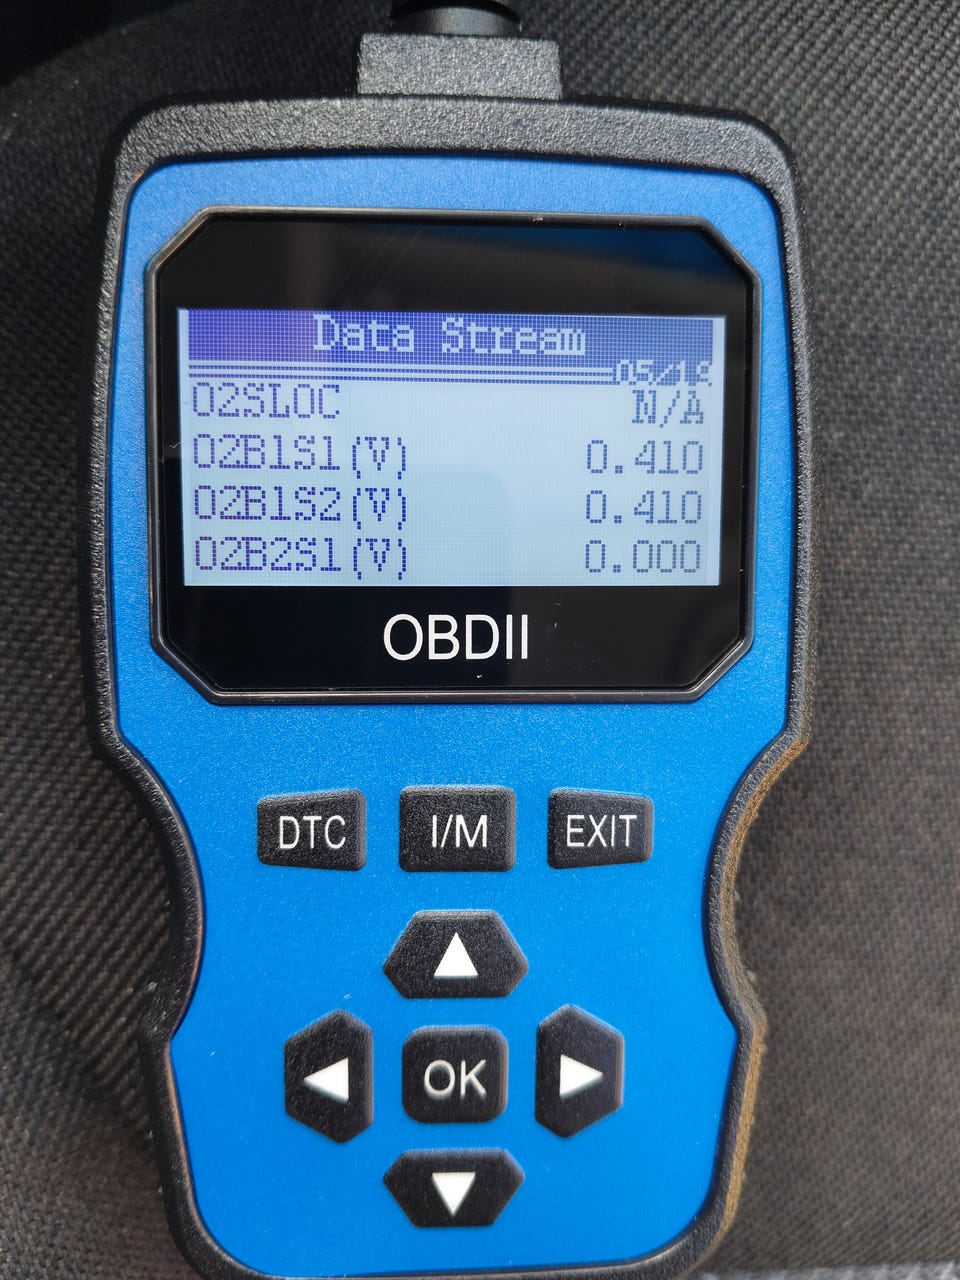 Data Stream
05/18
O2SLOC N/A
O2B1S1(V) 0.410
O2B1S2(V) 0.410
O2B2S1(V) 0.000
OBDII
DTC I/M EXIT
OK